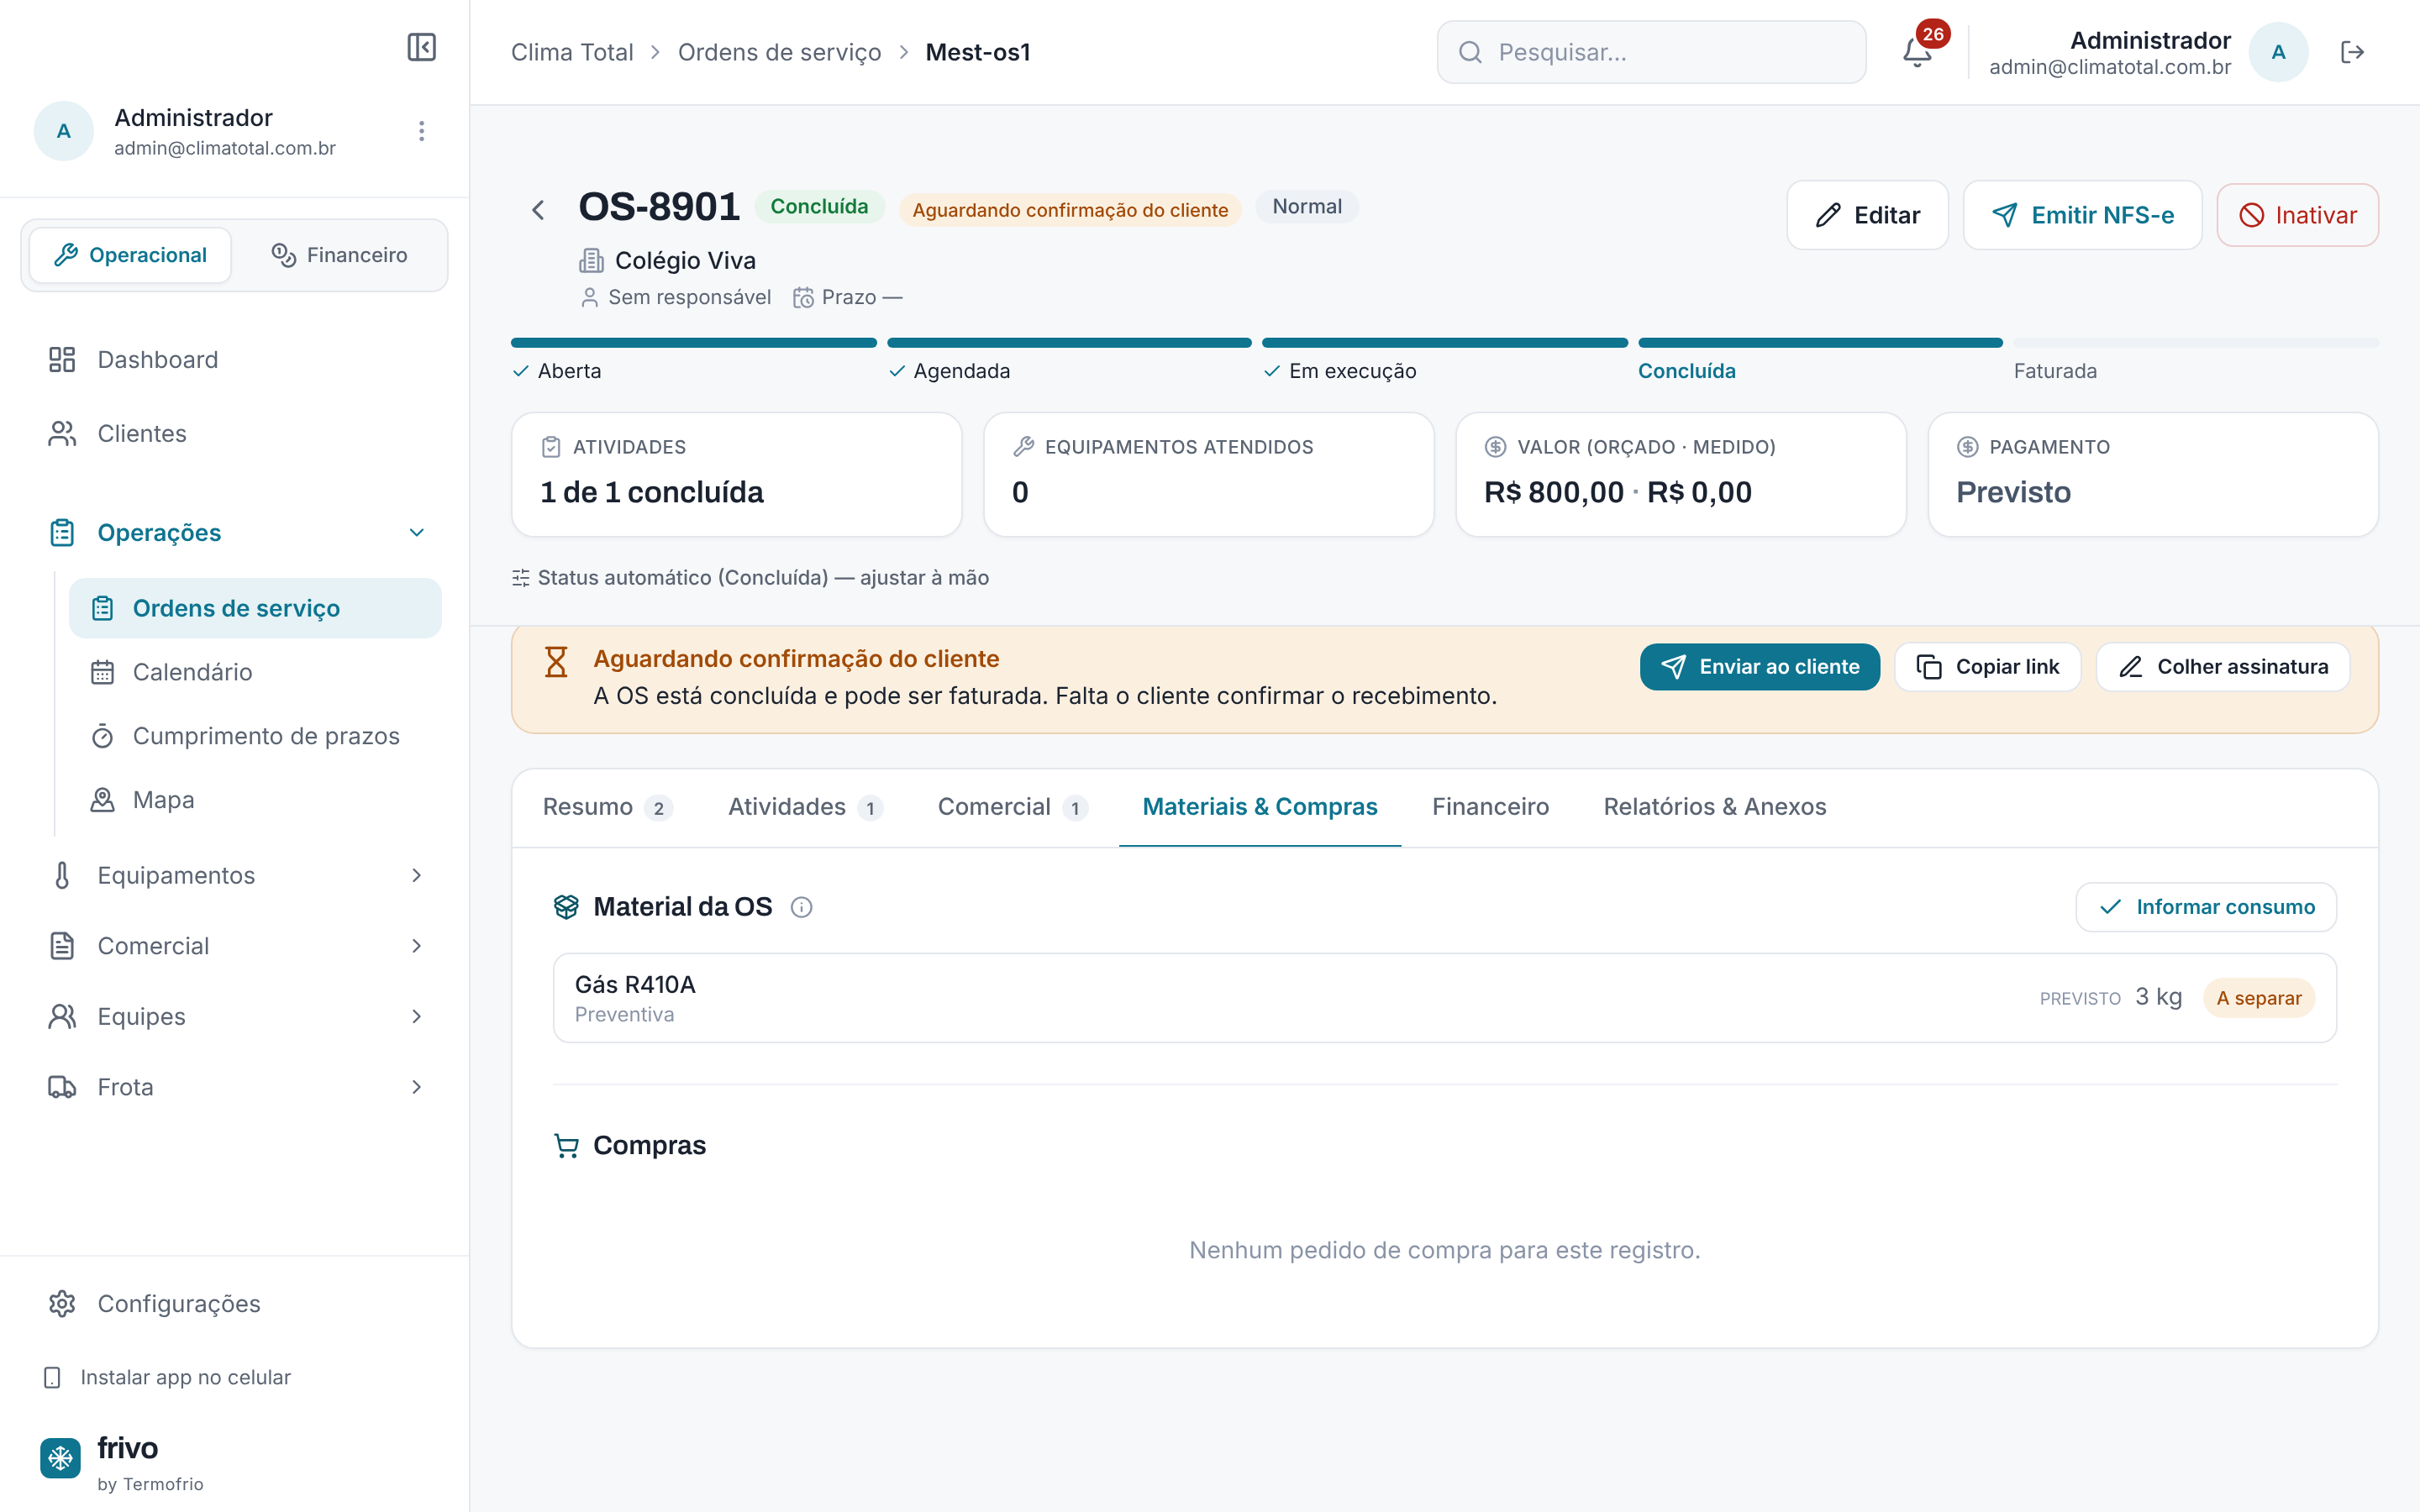 Administrador
admin@climatotal.com.br
A
Operacional
Financeiro
Dashboard
Clientes
Operações
Ordens de serviço
Calendário
Cumprimento de prazos
Mapa
Equipamentos
Comercial
Equipes
Frota
Configurações
Instalar app no celular
frivo
by Termofrio
Clima Total > Ordens de serviço > Mest-os1
Pesquisar...
26
Administrador
admin@climatotal.com.br
A
OS-8901 Concluída Aguardando confirmação do cliente Normal
Colégio Viva
Sem responsável Prazo —
Editar
Emitir NFS-e
Inativar
Aberta
Agendada
Em execução
Concluída
Faturada
ATIVIDADES
1 de 1 concluída
EQUIPAMENTOS ATENDIDOS
0
VALOR (ORÇADO · MEDIDO)
R$ 800,00 · R$ 0,00
PAGAMENTO
Previsto
Status automático (Concluída) — ajustar à mão
Aguardando confirmação do cliente
A OS está concluída e pode ser faturada. Falta o cliente confirmar o recebimento.
Enviar ao cliente
Copiar link
Colher assinatura
Resumo 2
Atividades 1
Comercial 1
Materiais & Compras
Financeiro
Relatórios & Anexos
Material da OS
Informar consumo
Gás R410A
Preventiva
PREVISTO 3 kg A separar
Compras
Nenhum pedido de compra para este registro.